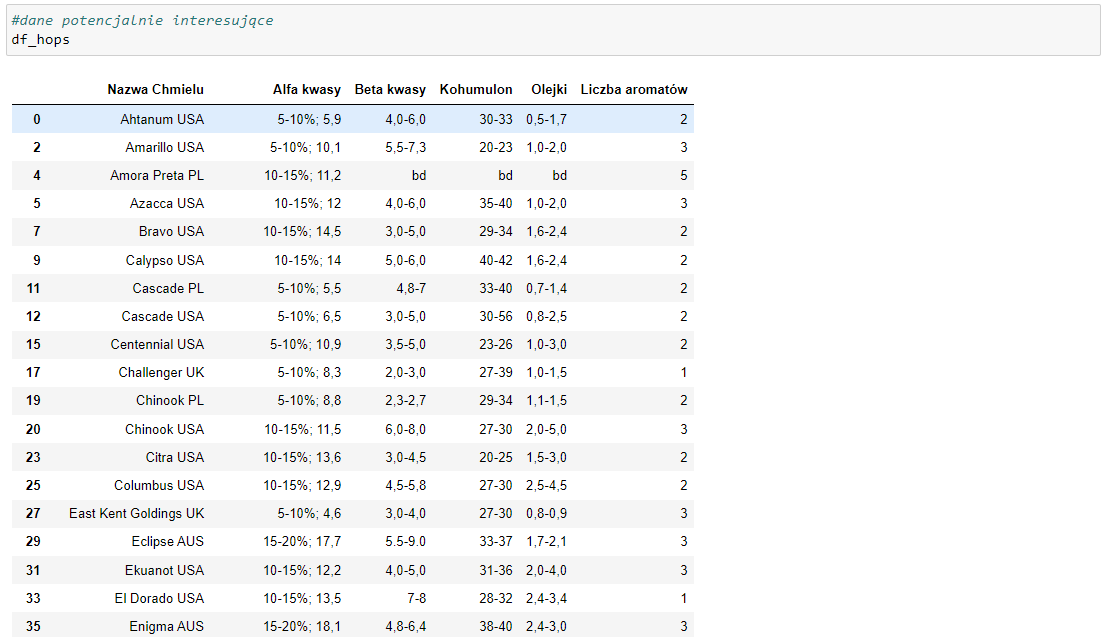 #dane potencjalnie interesujące
df_hops
Nazwa Chmielu Alfa kwasy Beta kwasy Kohumulon Olejki Liczba aromatów
0 Ahtanum USA 5-10%; 5,9 4,0-6,0 30-33 0,5-1,7 2
2 Amarillo USA 5-10%; 10,1 5,5-7,3 20-23 1,0-2,0 3
4 Amora Preta PL 10-15%; 11,2 bd bd bd 5
5 Azacca USA 10-15%; 12 4,0-6,0 35-40 1,0-2,0 3
7 Bravo USA 10-15%; 14,5 3,0-5,0 29-34 1,6-2,4 2
9 Calypso USA 10-15%; 14 5,0-6,0 40-42 1,6-2,4 2
11 Cascade PL 5-10%; 5,5 4,8-7 33-40 0,7-1,4 2
12 Cascade USA 5-10%; 6,5 3,0-5,0 30-56 0,8-2,5 2
15 Centennial USA 5-10%; 10,9 3,5-5,0 23-26 1,0-3,0 2
17 Challenger UK 5-10%; 8,3 2,0-3,0 27-39 1,0-1,5 1
19 Chinook PL 5-10%; 8,8 2,3-2,7 29-34 1,1-1,5 2
20 Chinook USA 10-15%; 11,5 6,0-8,0 27-30 2,0-5,0 3
23 Citra USA 10-15%; 13,6 3,0-4,5 20-25 1,5-3,0 2
25 Columbus USA 10-15%; 12,9 4,5-5,8 27-30 2,5-4,5 2
27 East Kent Goldings UK 5-10%; 4,6 3,0-4,0 27-30 0,8-0,9 3
29 Eclipse AUS 15-20%; 17,7 5.5-9.0 33-37 1,7-2,1 3
31 Ekuanot USA 10-15%; 12,2 4,0-5,0 31-36 2,0-4,0 3
33 El Dorado USA 10-15%; 13,5 7-8 28-32 2,4-3,4 1
35 Enigma AUS 15-20%; 18,1 4,8-6,4 38-40 2,4-3,0 3